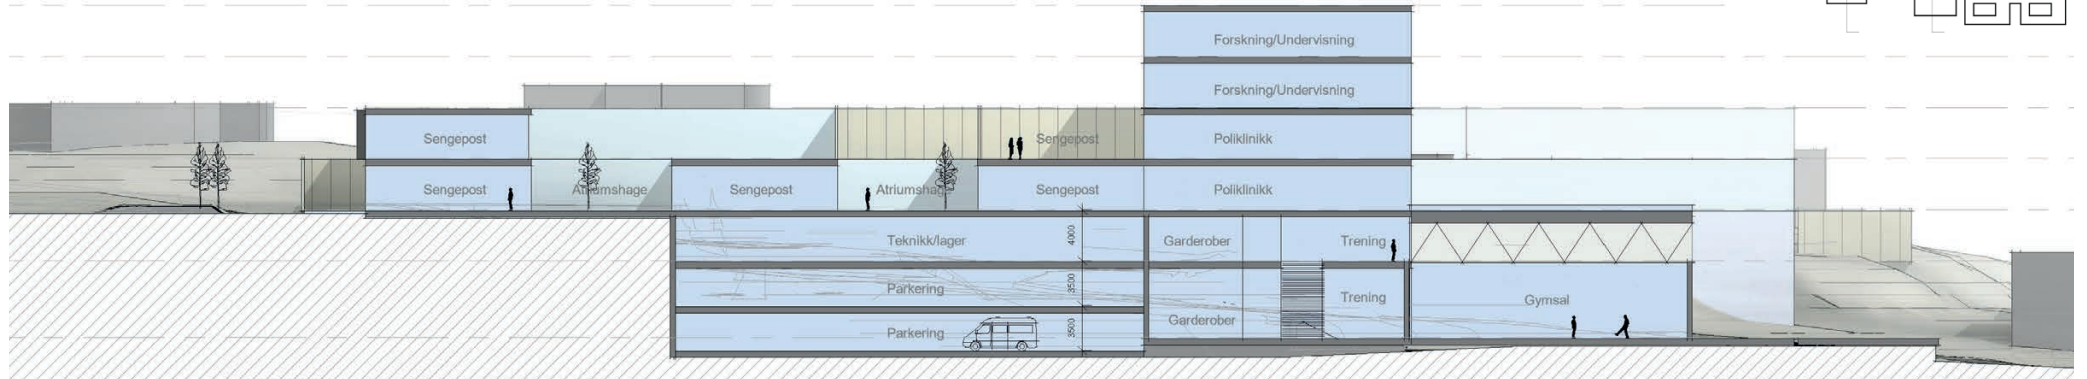 Forskning/Undervisning
Forskning/Undervisning
Sengepost
Sengepost
Poliklinikk
Sengepost
Atriumshage
Sengepost
Atriumshage
Sengepost
Poliklinikk
Teknikk/lager
4000
Garderober
Trening
Parkering
3500
Trening
Gymsal
Parkering
3500
Garderober